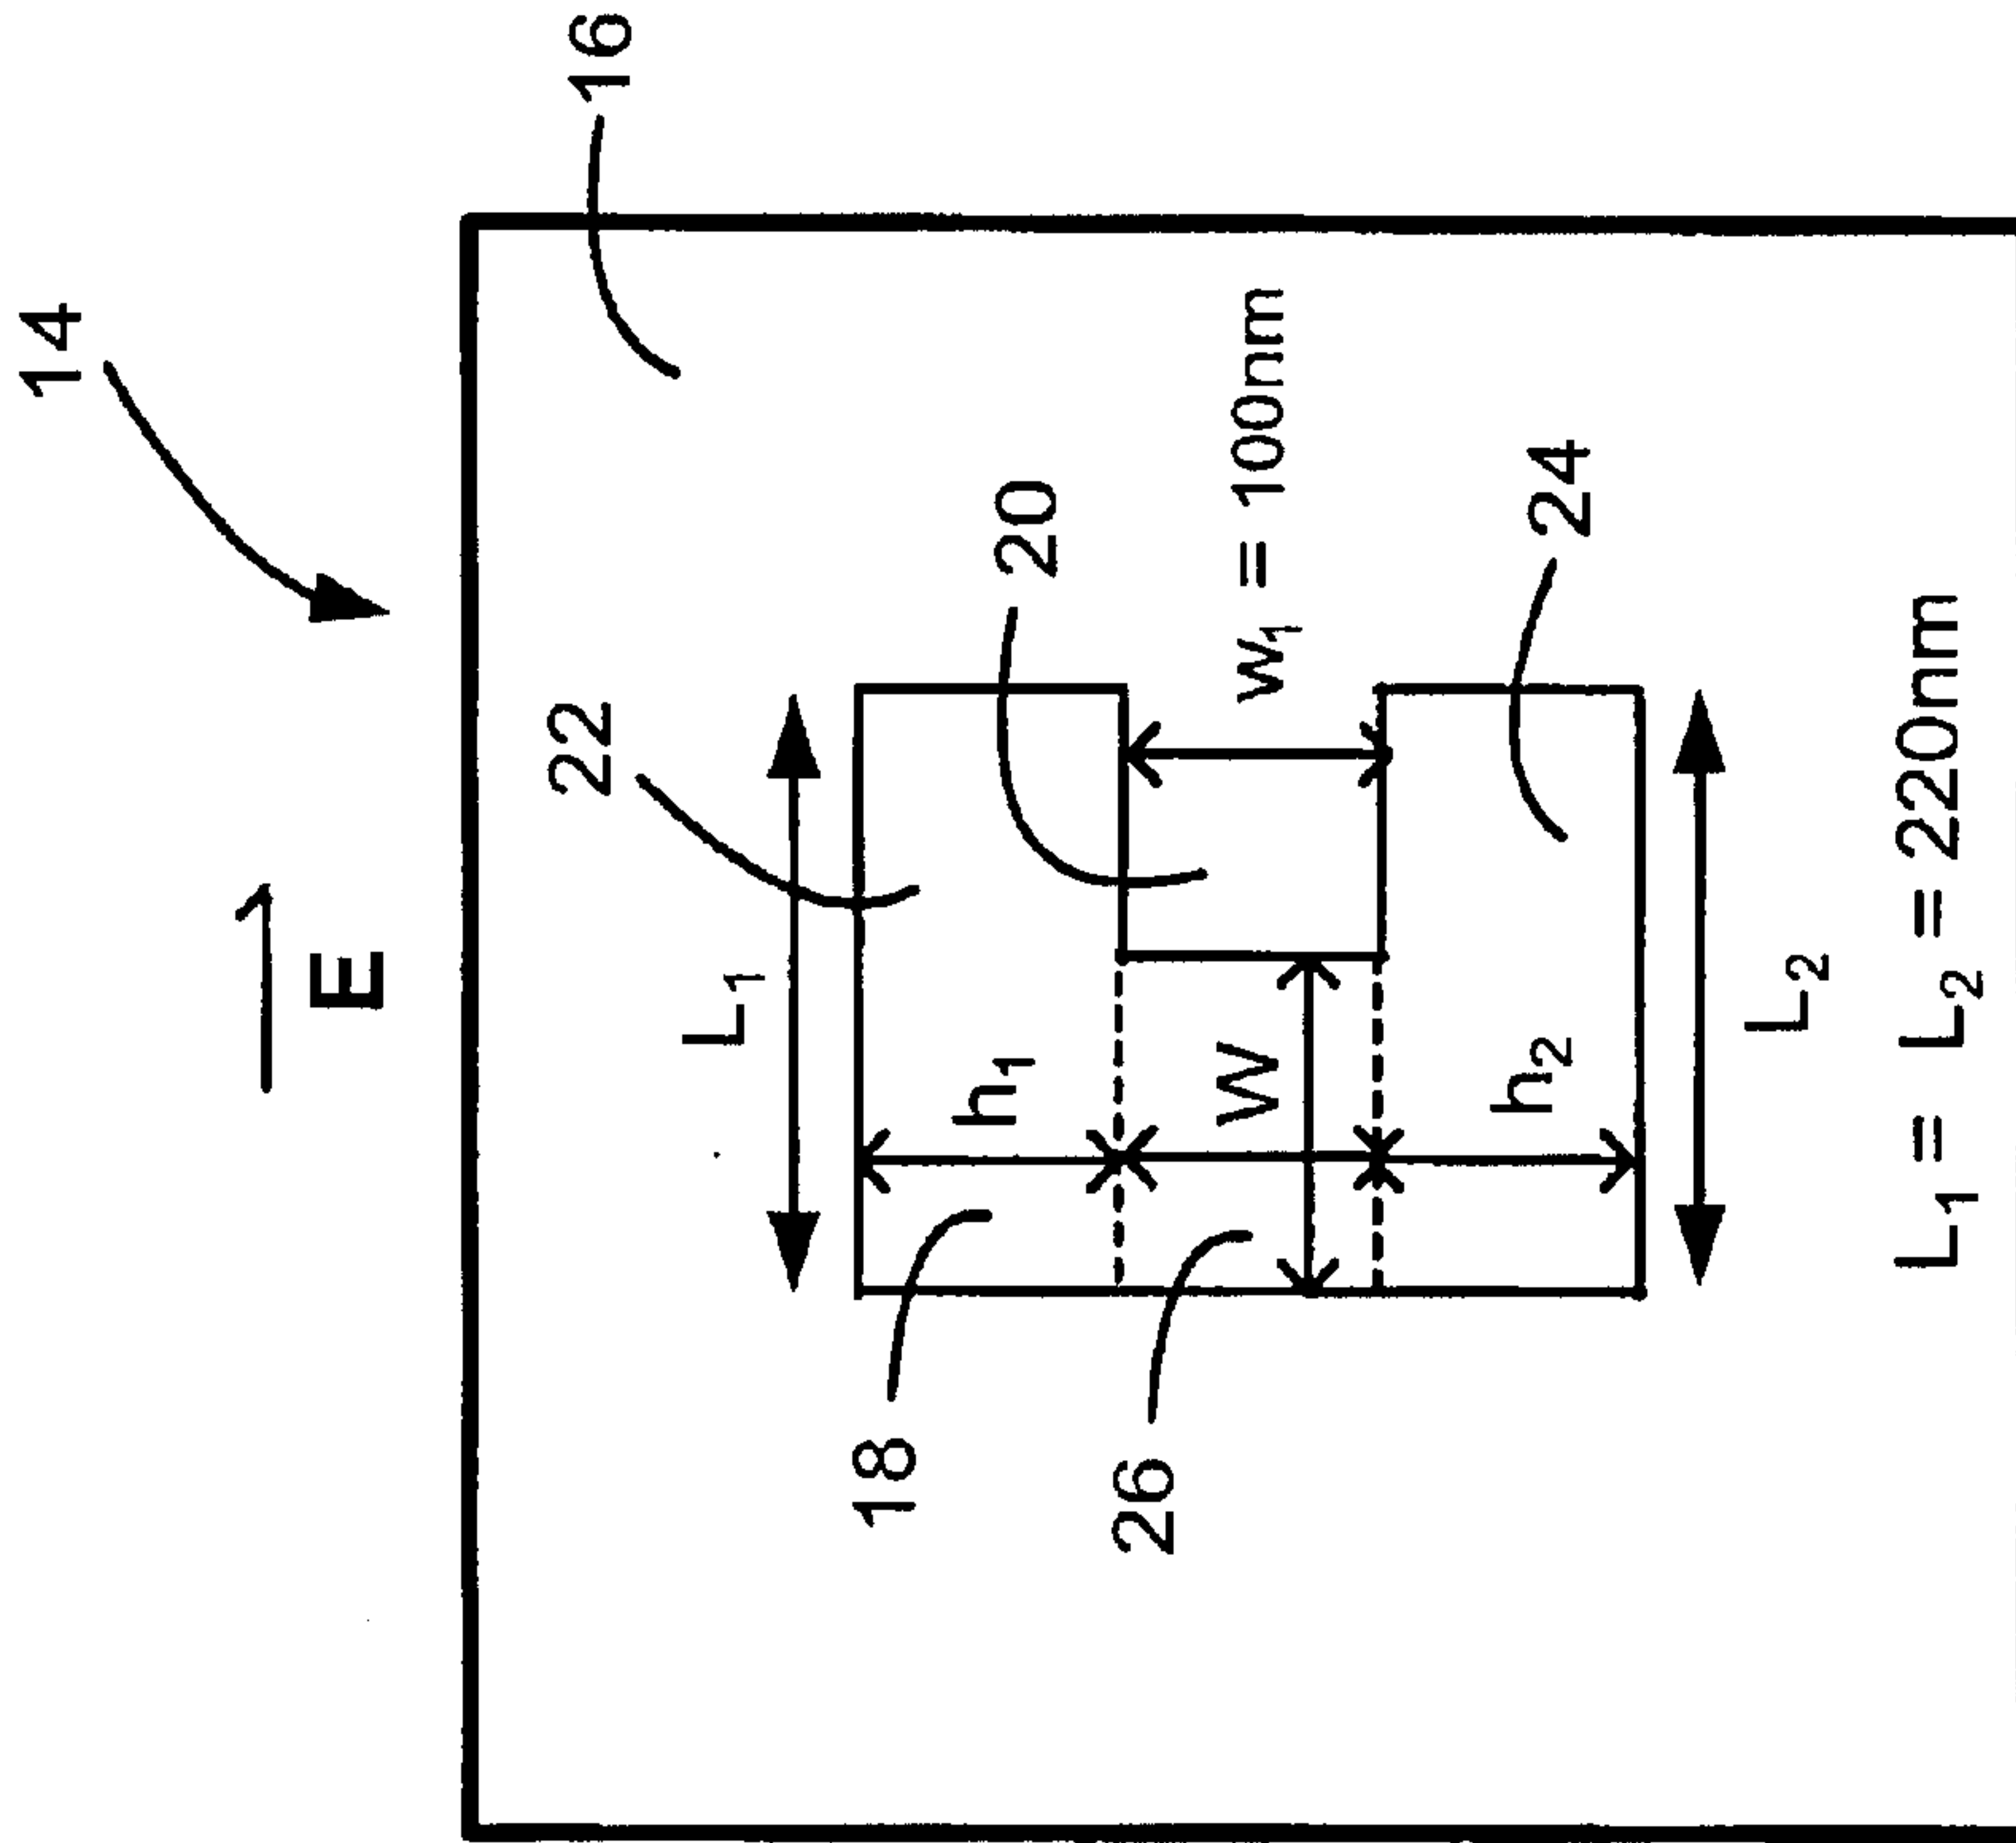 14
16
E
22
20
L₁
w₁ = 100nm
24
h₁
W
h₂
18
26
L₂
L₁ = L₂ = 220nm